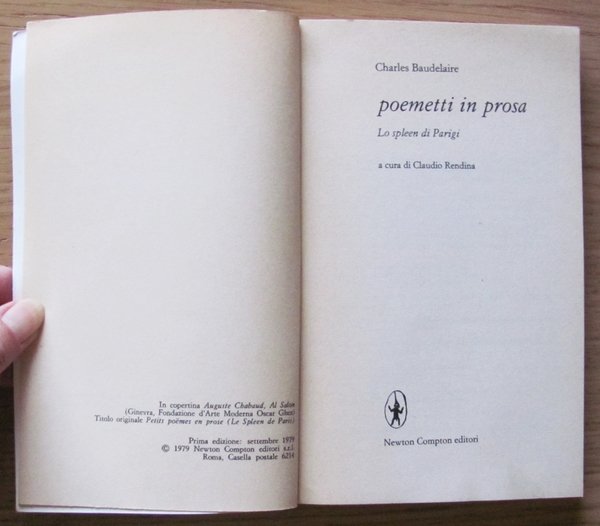 In copertina Auguste Chabaud, Al Salon
(Ginevra, Fondazione d'Arte Moderna Oscar Ghez)
Titolo originale Petits poèmes en prose (Le Spleen de Paris)
Prima edizione: settembre 1979
© 1979 Newton Compton editori s.r.l.
Roma, Casella postale 6214
Charles Baudelaire
poemetti in prosa
Lo spleen di Parigi
a cura di Claudio Rendina
Newton Compton editori